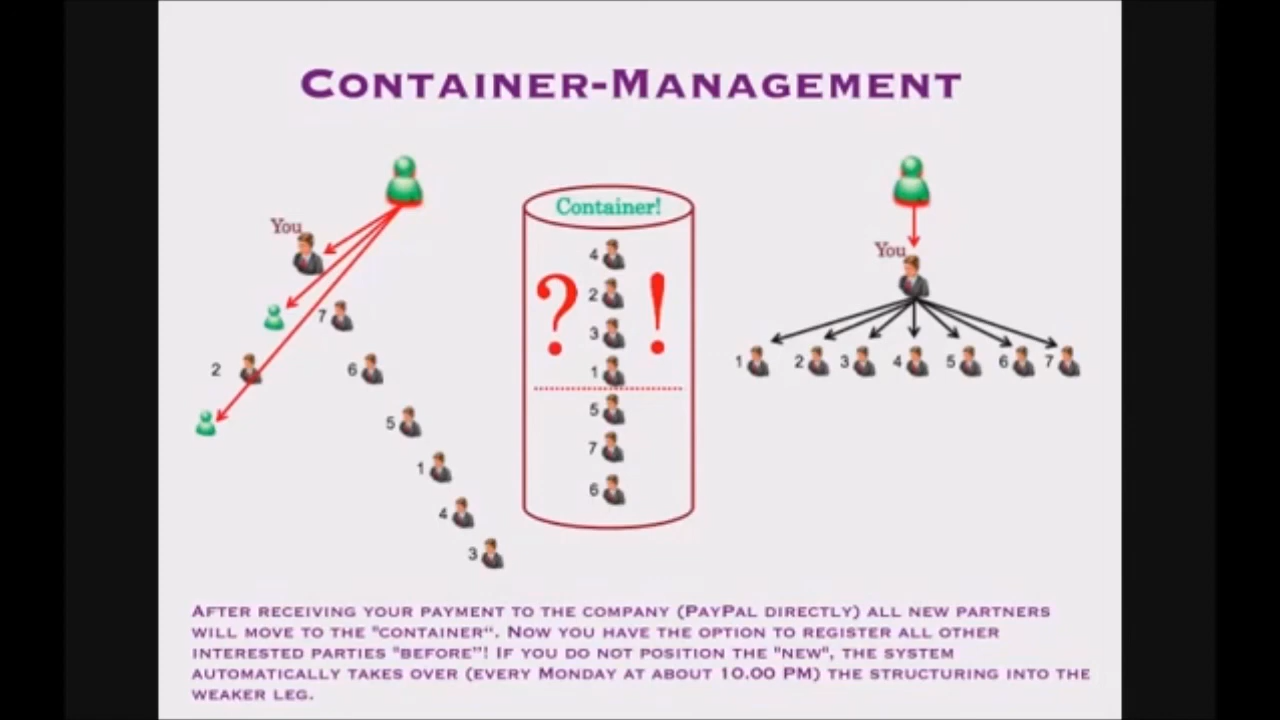 CONTAINER-MANAGEMENT
You
7
2
6
5
1
4
3
Container!
4
2
?
!
3
1
5
7
6
You
1 2 3 4 5 6 7
AFTER RECEIVING YOUR PAYMENT TO THE COMPANY (PAYPAL DIRECTLY) ALL NEW PARTNERS
WILL MOVE TO THE "CONTAINER". NOW YOU HAVE THE OPTION TO REGISTER ALL OTHER
INTERESTED PARTIES "BEFORE"! IF YOU DO NOT POSITION THE "NEW", THE SYSTEM
AUTOMATICALLY TAKES OVER (EVERY MONDAY AT ABOUT 10.00 PM) THE STRUCTURING INTO THE
WEAKER LEG.